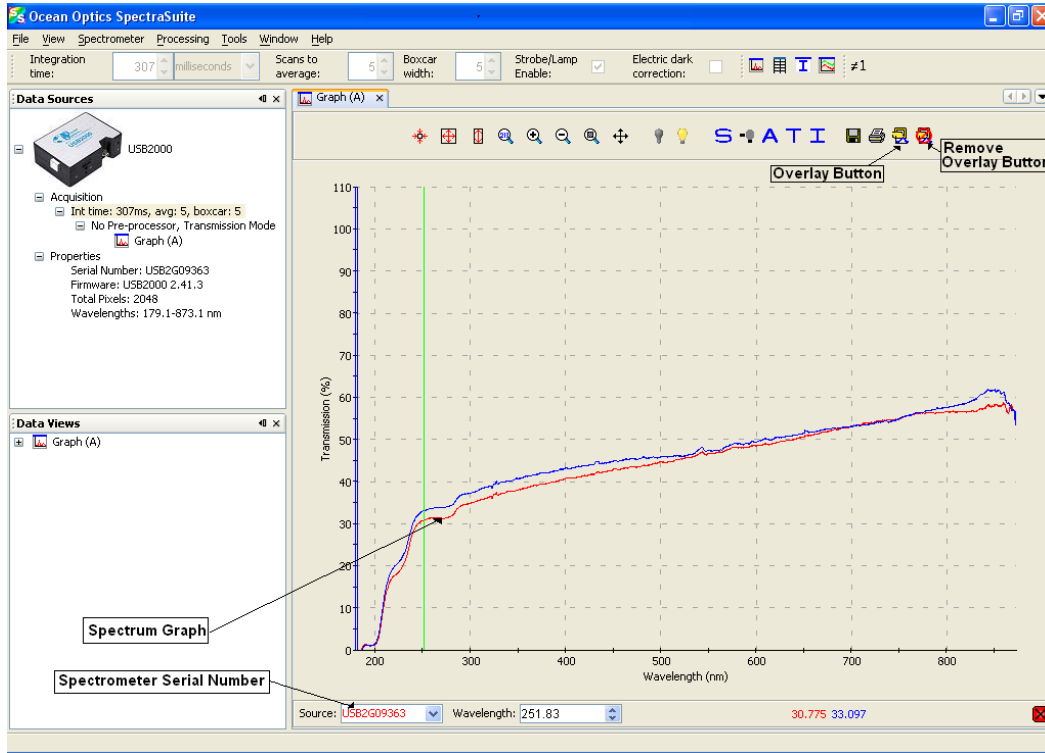 Ocean Optics SpectraSuite
File View Spectrometer Processing Tools Window Help
Integration time: 307 milliseconds Scans to average: 5 Boxcar width: 5 Strobe/Lamp Enable: Electric dark correction: ≠1
Data Sources
Graph (A)
USB2000
S A T I
Remove
Overlay Button
Overlay Button
Acquisition
Int time: 307ms, avg: 5, boxcar: 5
No Pre-processor, Transmission Mode
Graph (A)
Properties
Serial Number: USB2G09363
Firmware: USB2000 2.41.3
Total Pixels: 2048
Wavelengths: 179.1-873.1 nm
Data Views
Graph (A)
110
100
90
80
70
60
50
40
30
20
10
0
Transmission (%)
200 300 400 500 600 700 800
Wavelength (nm)
Spectrum Graph
Spectrometer Serial Number
Source: USB2G09363 Wavelength: 251.83 30.775 33.097